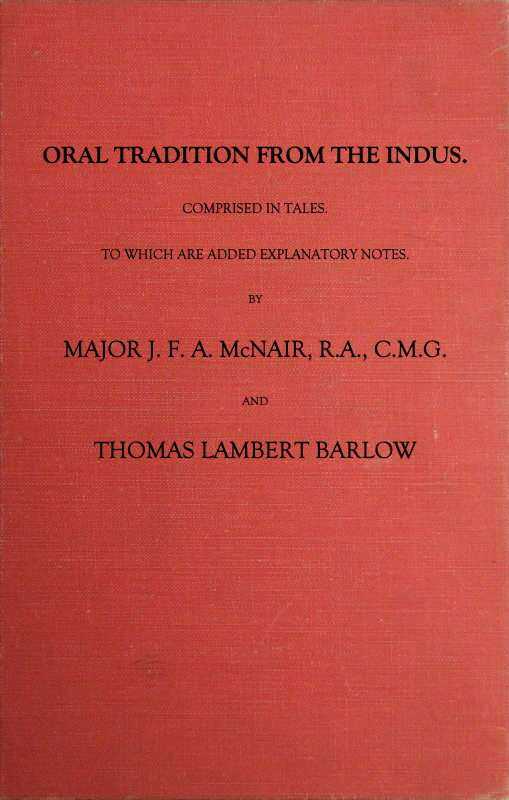 ORAL TRADITION FROM THE INDUS.
COMPRISED IN TALES.
TO WHICH ARE ADDED EXPLANATORY NOTES.
BY
MAJOR J. F. A. McNAIR, R.A., C.M.G.
AND
THOMAS LAMBERT BARLOW